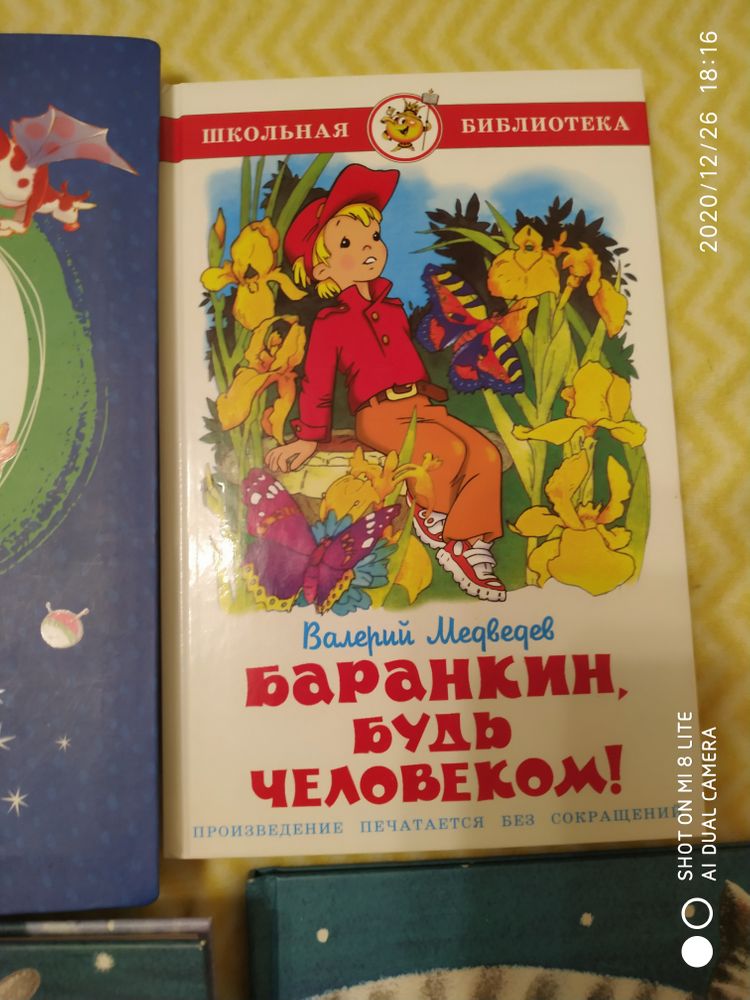 ШКОЛЬНАЯ БИБЛИОТЕКА
Валерий Медведев
БАРАНКИН,
БУДЬ
ЧЕЛОВЕКОМ!
ПРОИЗВЕДЕНИЕ ПЕЧАТАЕТСЯ БЕЗ СОКРАЩЕНИЙ
2020/12/26 18:16
SHOT ON MI 8 LITE
AI DUAL CAMERA